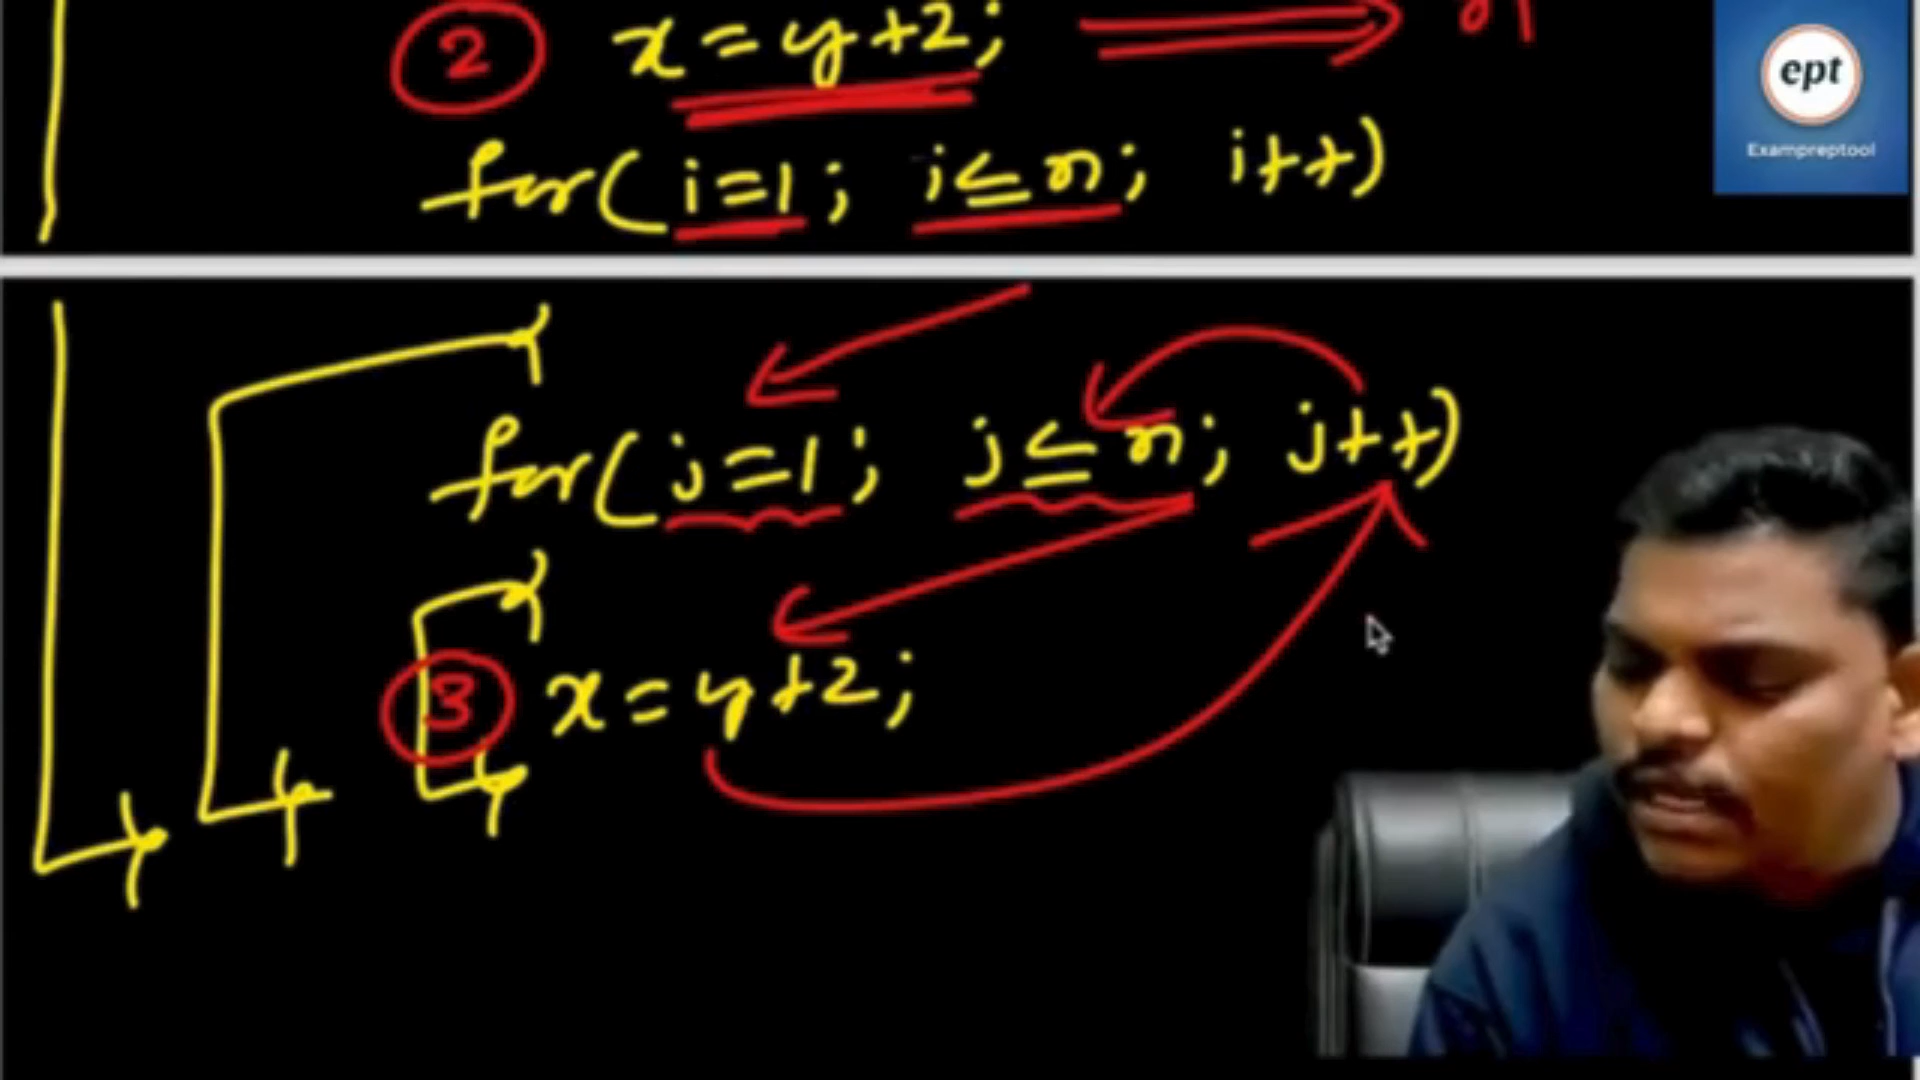 2 x = y+2;
ept
Exampreptool
for(i=1; i≤n; i++)
{
for(j=1; j≤n; j++)
{
3 x = y+2;
}
}
}